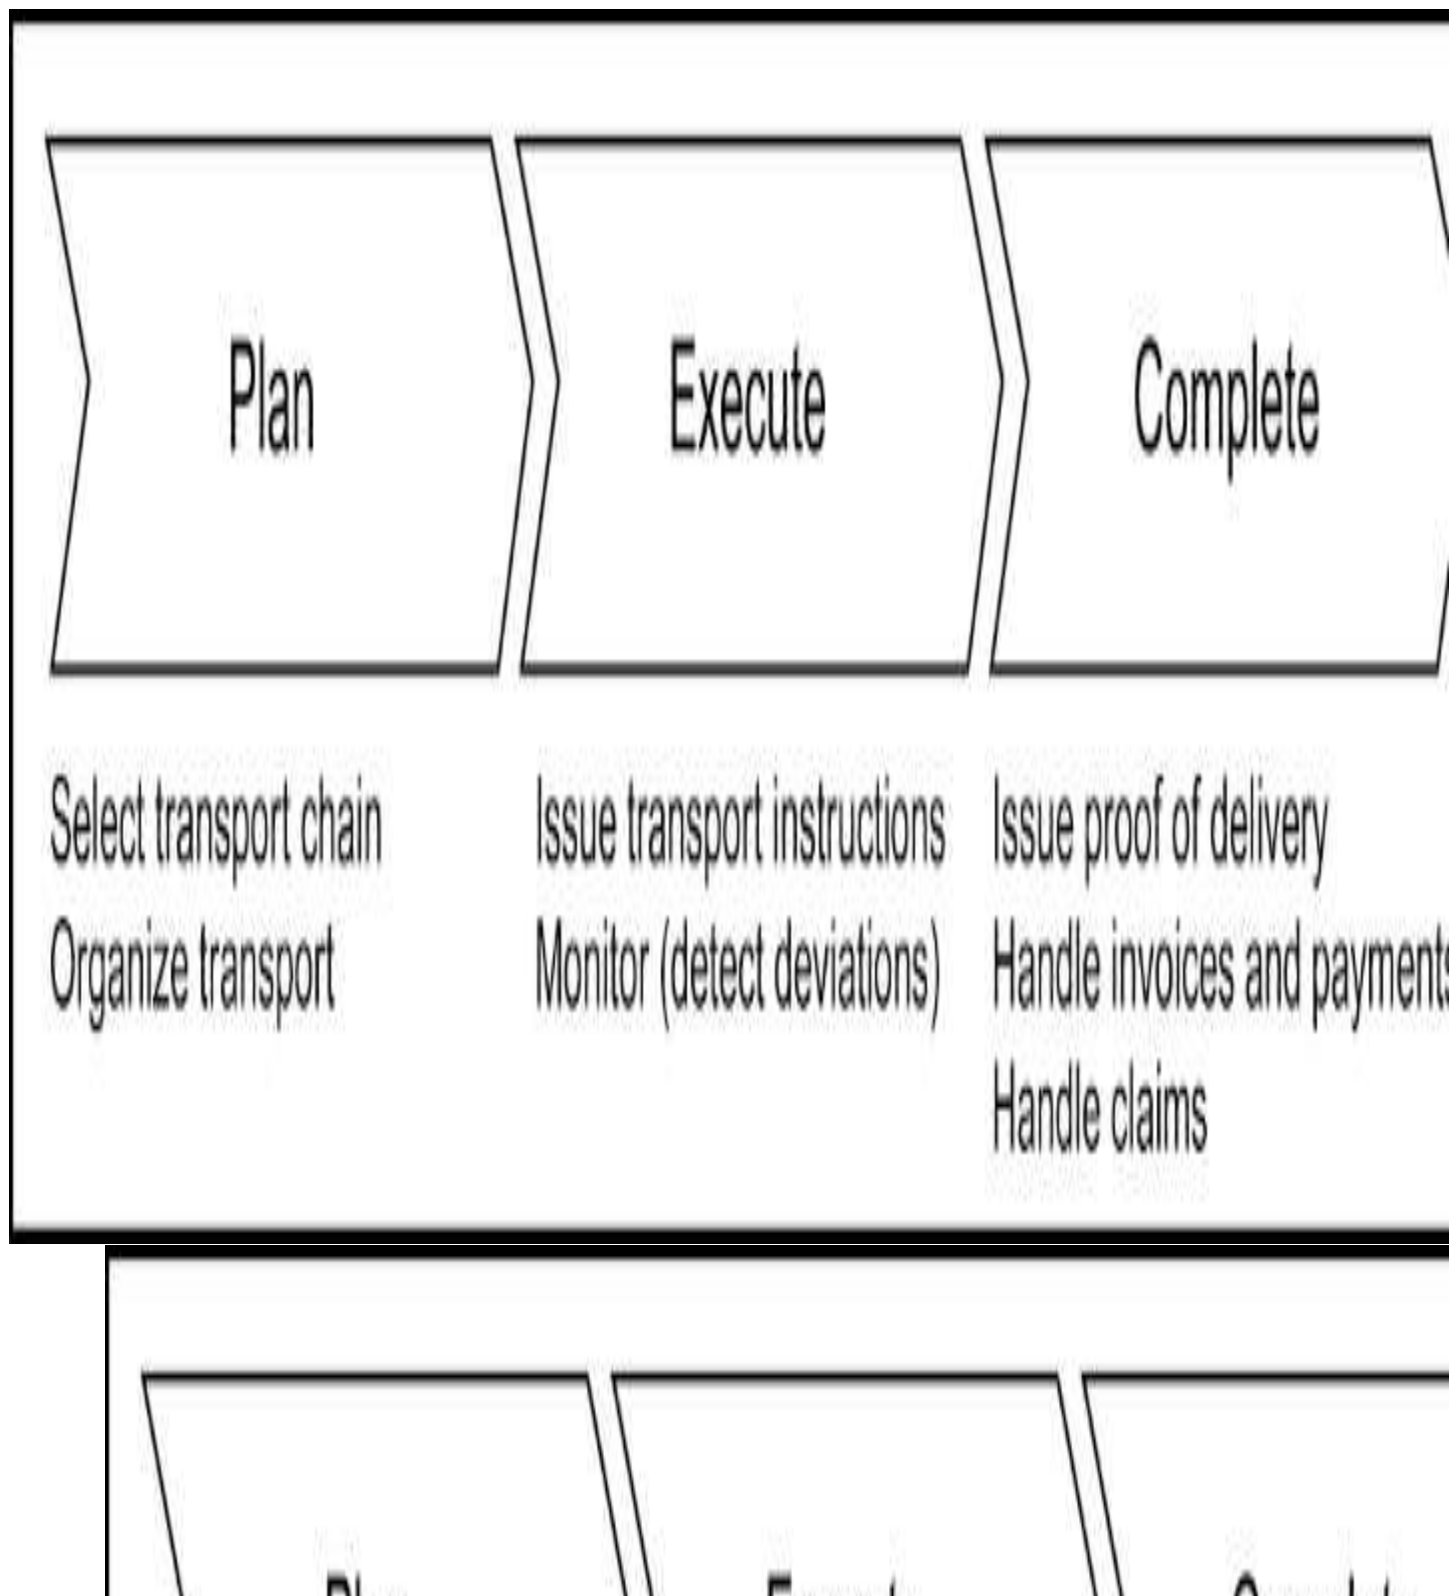 Plan
Execute
Complete
Select transport chain
Organize transport
Issue transport instructions
Monitor (detect deviations)
Issue proof of delivery
Handle invoices and payments
Handle claims